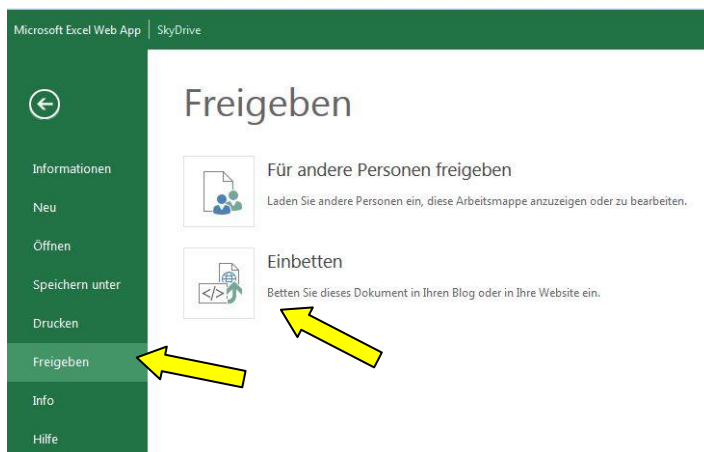 Microsoft Excel Web App | SkyDrive
Freigeben
Informationen
Neu
Öffnen
Speichern unter
Drucken
Freigeben
Info
Hilfe
Für andere Personen freigeben
Laden Sie andere Personen ein, diese Arbeitsmappe anzuzeigen oder zu bearbeiten.
Einbetten
</>
Betten Sie dieses Dokument in Ihren Blog oder in Ihre Website ein.